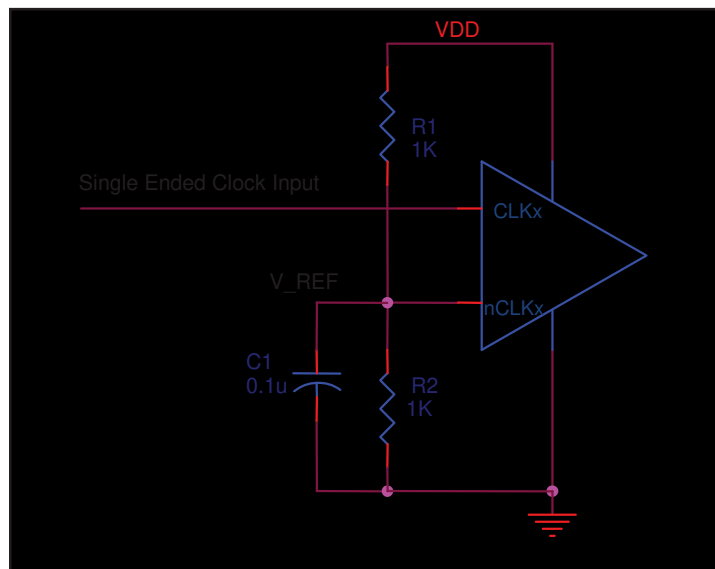 VDD
R1
1K
Single Ended Clock Input
CLKx
V_REF
nCLKx
C1
0.1u
R2
1K